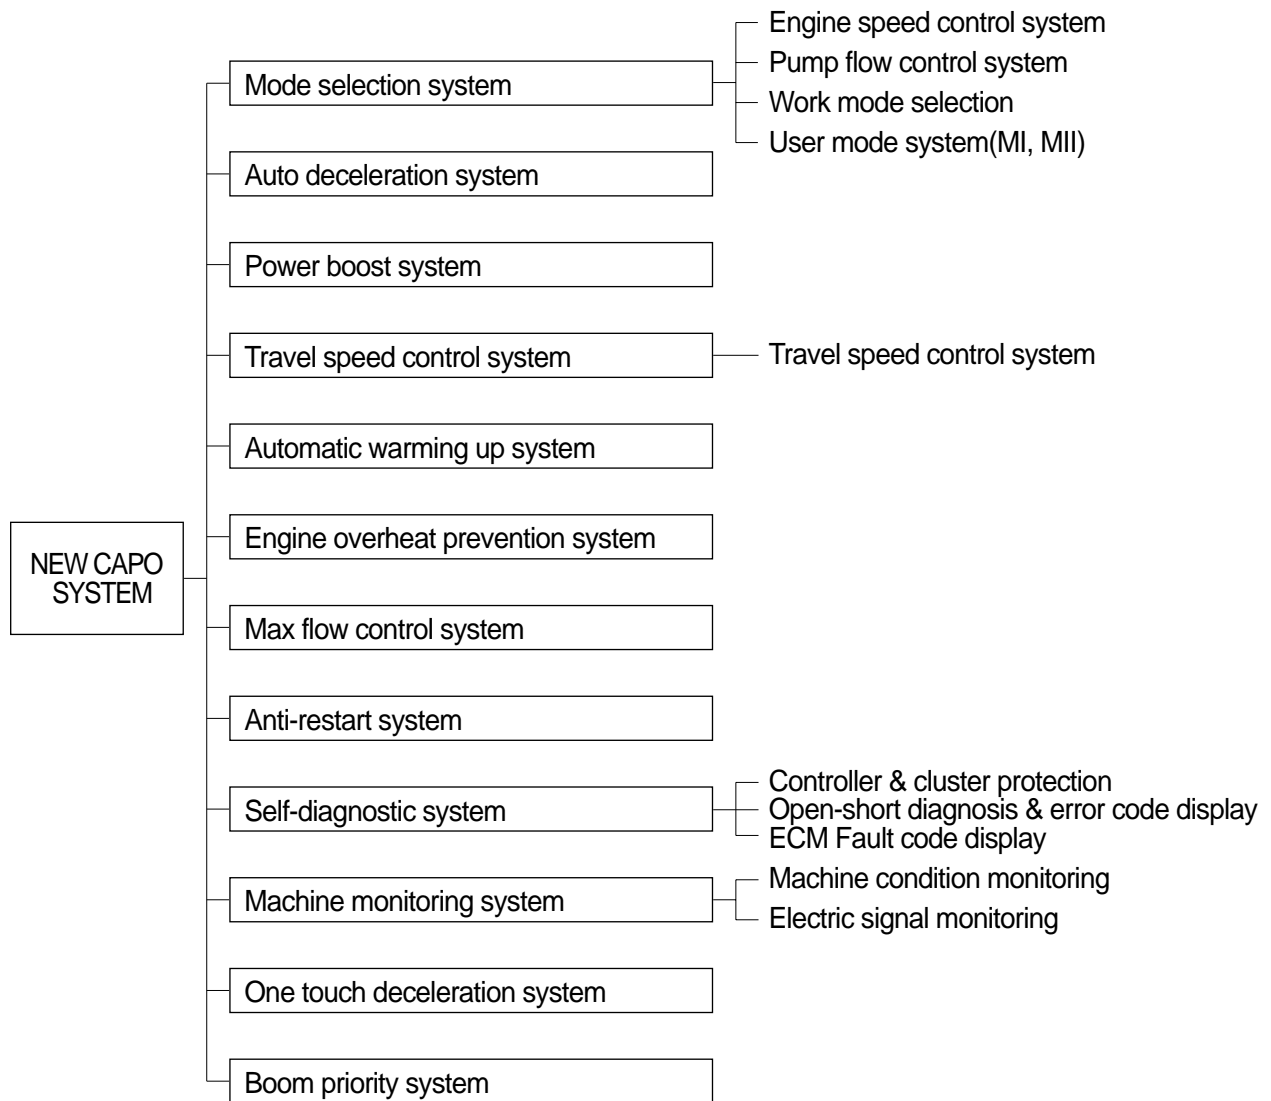 Engine speed control system
Pump flow control system
Mode selection system
Work mode selection
User mode system(MI, MII)
Auto deceleration system
Power boost system
Travel speed control system
Travel speed control system
Automatic warming up system
Engine overheat prevention system
NEW CAPO
SYSTEM
Max flow control system
Anti-restart system
Controller & cluster protection
Self-diagnostic system
Open-short diagnosis & error code display
ECM Fault code display
Machine condition monitoring
Machine monitoring system
Electric signal monitoring
One touch deceleration system
Boom priority system